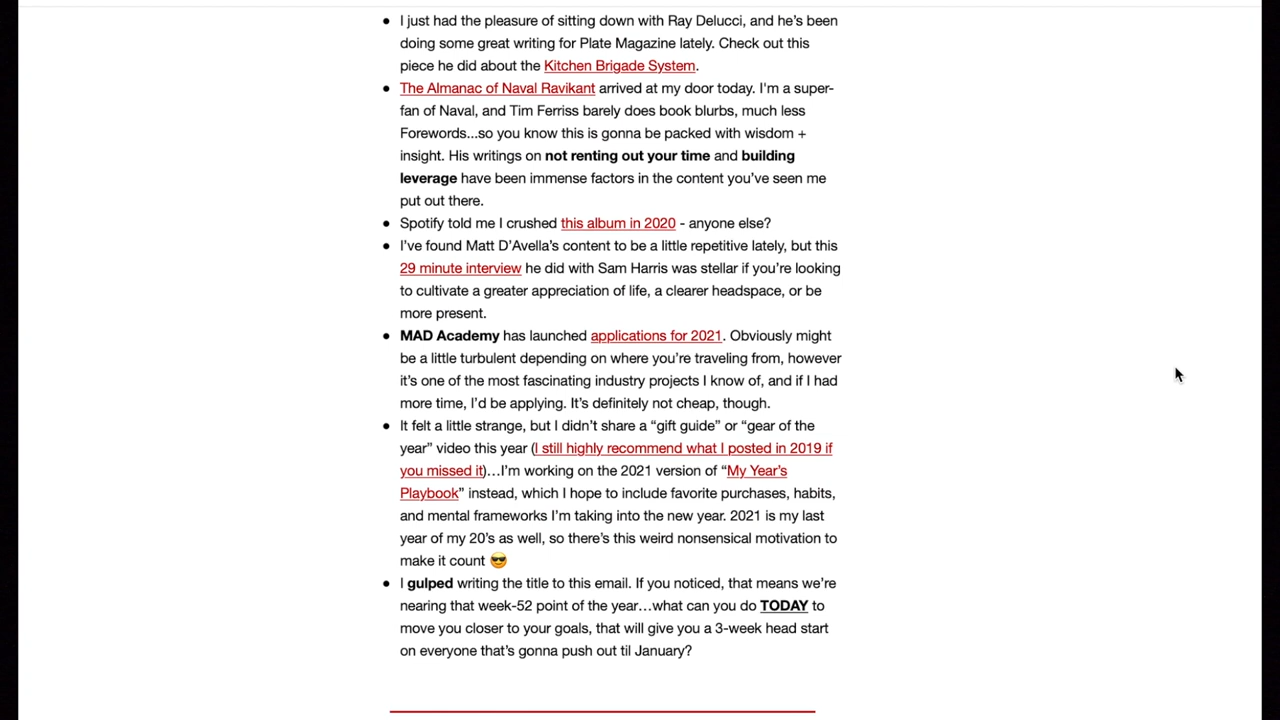 • I just had the pleasure of sitting down with Ray Delucci, and he’s been
doing some great writing for Plate Magazine lately. Check out this
piece he did about the Kitchen Brigade System.
• The Almanac of Naval Ravikant arrived at my door today. I'm a super-
fan of Naval, and Tim Ferriss barely does book blurbs, much less
Forewords...so you know this is gonna be packed with wisdom +
insight. His writings on not renting out your time and building
leverage have been immense factors in the content you’ve seen me
put out there.
• Spotify told me I crushed this album in 2020 - anyone else?
• I’ve found Matt D’Avella’s content to be a little repetitive lately, but this
29 minute interview he did with Sam Harris was stellar if you’re looking
to cultivate a greater appreciation of life, a clearer headspace, or be
more present.
• MAD Academy has launched applications for 2021. Obviously might
be a little turbulent depending on where you’re traveling from, however
it’s one of the most fascinating industry projects I know of, and if I had
more time, I’d be applying. It’s definitely not cheap, though.
• It felt a little strange, but I didn’t share a “gift guide” or “gear of the
year” video this year (I still highly recommend what I posted in 2019 if
you missed it)…I’m working on the 2021 version of “My Year’s
Playbook” instead, which I hope to include favorite purchases, habits,
and mental frameworks I’m taking into the new year. 2021 is my last
year of my 20’s as well, so there’s this weird nonsensical motivation to
make it count 😎
• I gulped writing the title to this email. If you noticed, that means we’re
nearing that week-52 point of the year…what can you do TODAY to
move you closer to your goals, that will give you a 3-week head start
on everyone that’s gonna push out til January?